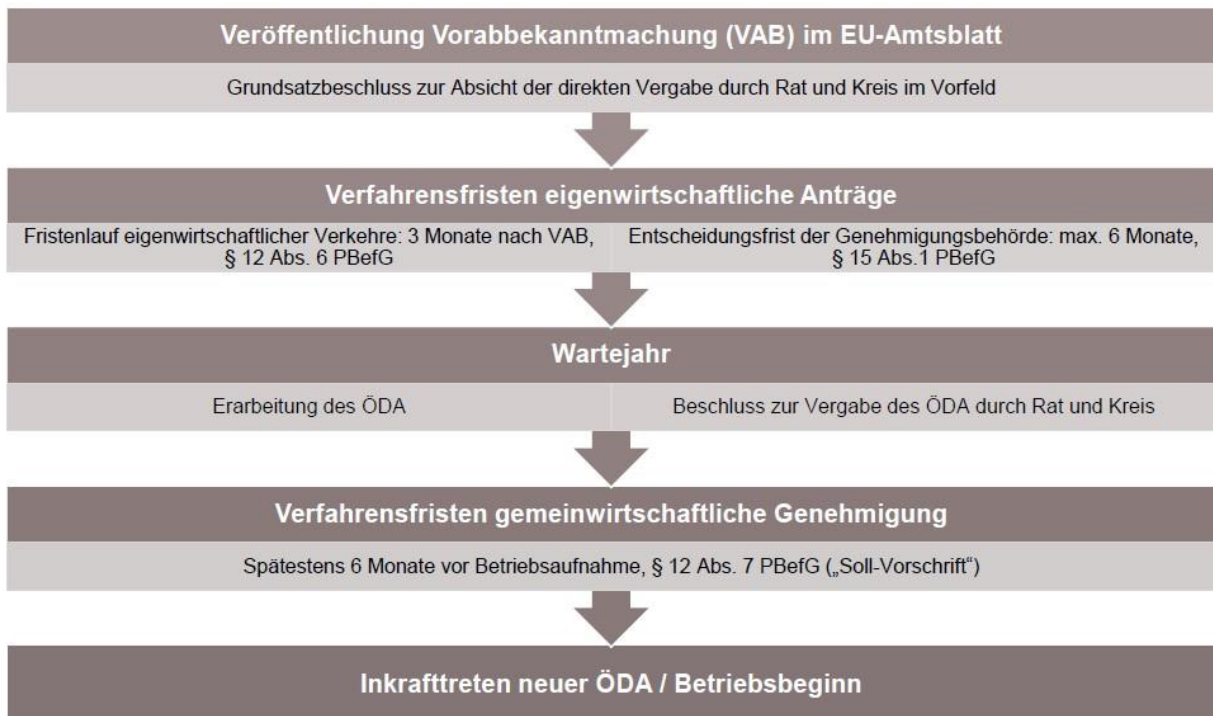 Veröffentlichung Vorabbekanntmachung (VAB) im EU-Amtsblatt
Grundsatzbeschluss zur Absicht der direkten Vergabe durch Rat und Kreis im Vorfeld
Verfahrensfristen eigenwirtschaftliche Anträge
Fristenlauf eigenwirtschaftlicher Verkehre: 3 Monate nach VAB,
§ 12 Abs. 6 PBefG
Entscheidungsfrist der Genehmigungsbehörde: max. 6 Monate,
§ 15 Abs.1 PBefG
Wartejahr
Erarbeitung des ÖDA
Beschluss zur Vergabe des ÖDA durch Rat und Kreis
Verfahrensfristen gemeinwirtschaftliche Genehmigung
Spätestens 6 Monate vor Betriebsaufnahme, § 12 Abs. 7 PBefG („Soll-Vorschrift“)
Inkrafttreten neuer ÖDA / Betriebsbeginn